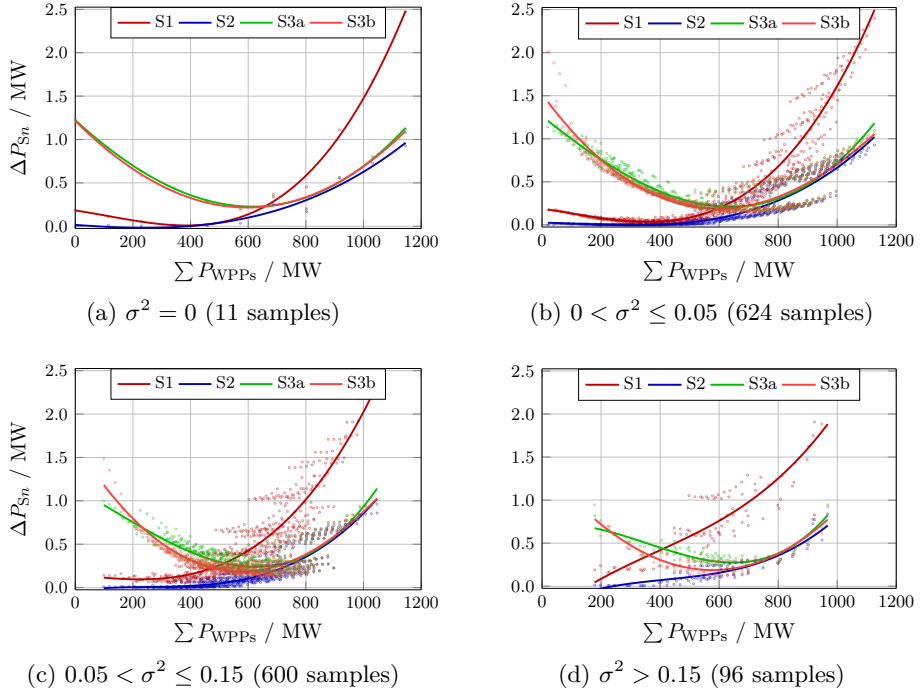 S1 S2 S3a S3b
2.5
2.0
1.5
1.0
0.5
0.0
ΔP_Sn / MW
0 200 400 600 800 1000 1200
∑ P_WPPs / MW
(a) σ² = 0 (11 samples)
S1 S2 S3a S3b
2.5
2.0
1.5
1.0
0.5
0.0
0 200 400 600 800 1000 1200
∑ P_WPPs / MW
(b) 0 < σ² ≤ 0.05 (624 samples)
S1 S2 S3a S3b
2.5
2.0
1.5
1.0
0.5
0.0
ΔP_Sn / MW
0 200 400 600 800 1000 1200
∑ P_WPPs / MW
(c) 0.05 < σ² ≤ 0.15 (600 samples)
S1 S2 S3a S3b
2.5
2.0
1.5
1.0
0.5
0.0
0 200 400 600 800 1000 1200
∑ P_WPPs / MW
(d) σ² > 0.15 (96 samples)